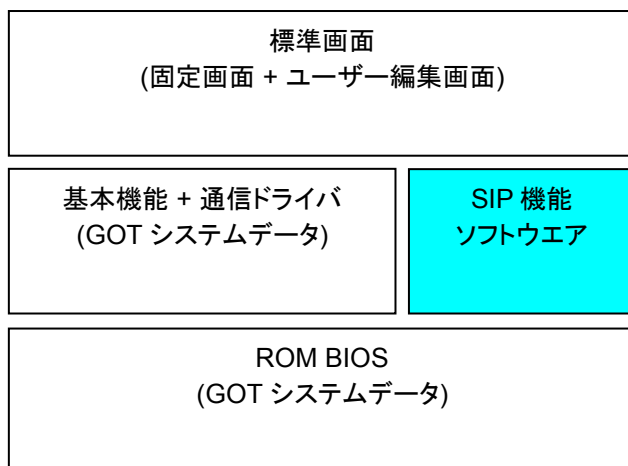 標準画面
(固定画面 + ユーザー編集画面)
基本機能 + 通信ドライバ
(GOT システムデータ)
SIP 機能
ソフトウエア
ROM BIOS
(GOT システムデータ)